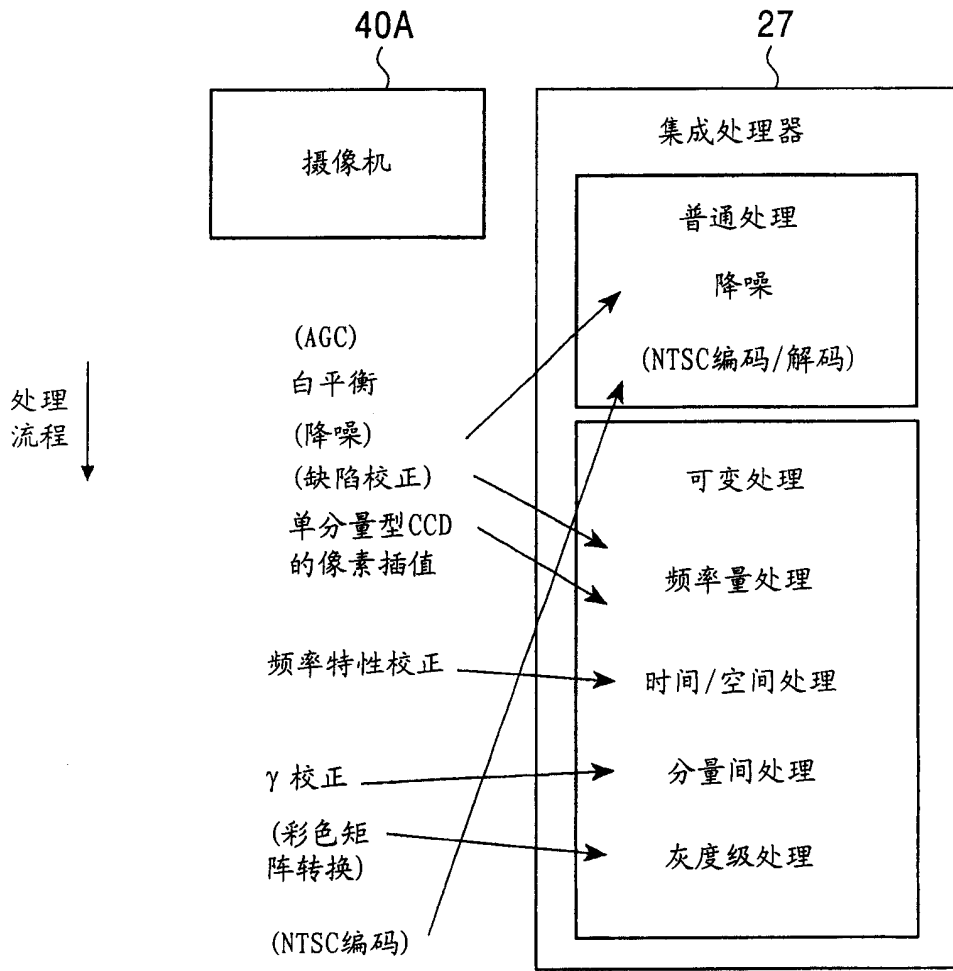 40A
27
摄像机
集成处理器
普通处理
降噪
(NTSC编码/解码)
处理
流程
(AGC)
白平衡
(降噪)
(缺陷校正)
单分量型CCD
的像素插值
频率特性校正
γ 校正
(彩色矩
阵转换)
(NTSC编码)
可变处理
频率量处理
时间/空间处理
分量间处理
灰度级处理